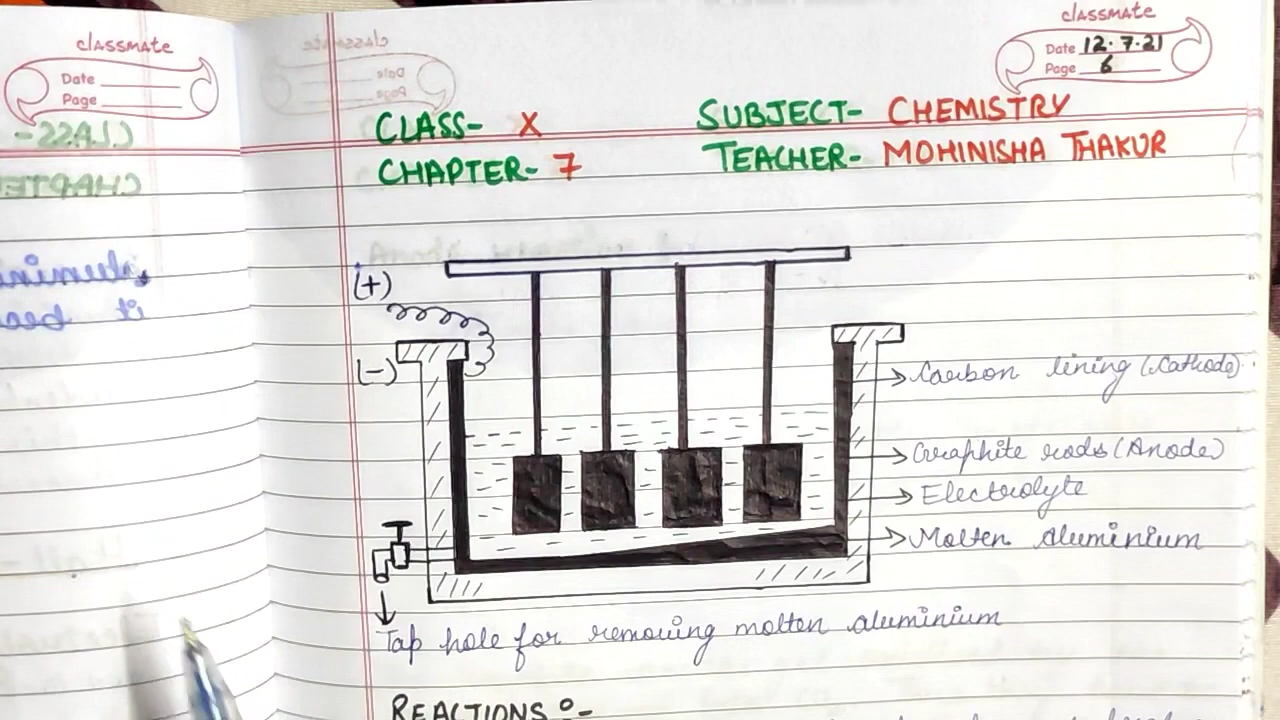 classmate
Date
Page
classmate
Date 12.7.21
Page 6
CLASS- X
SUBJECT- CHEMISTRY
CHAPTER- 7
TEACHER- MOHINISHA THAKUR
(+)
(-)
Carbon lining (Cathode)
Graphite rods (Anode)
Electrolyte
Molten Aluminium
Tap hole for removing molten aluminium
REACTIONS :-